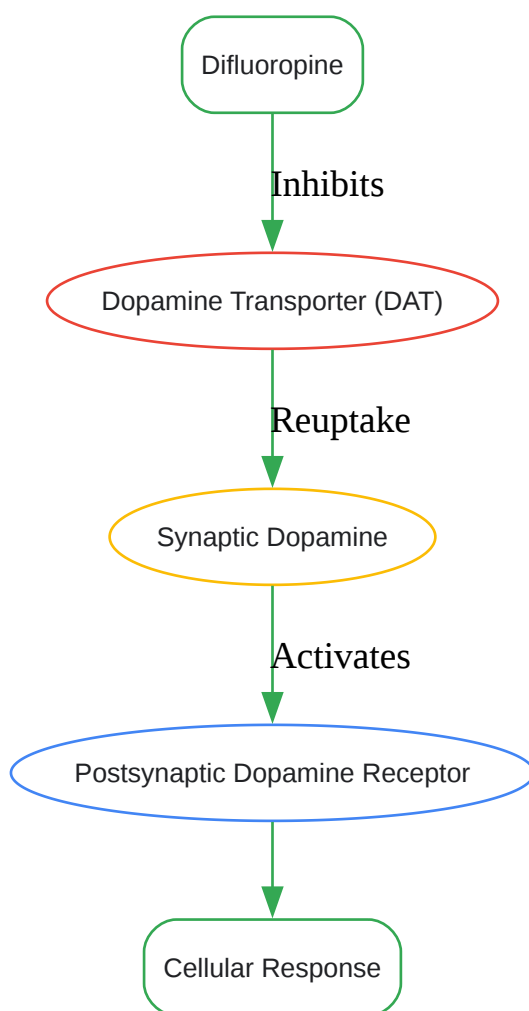 Difluoropine
Inhibits
Dopamine Transporter (DAT)
Reuptake
Synaptic Dopamine
Activates
Postsynaptic Dopamine Receptor
Cellular Response